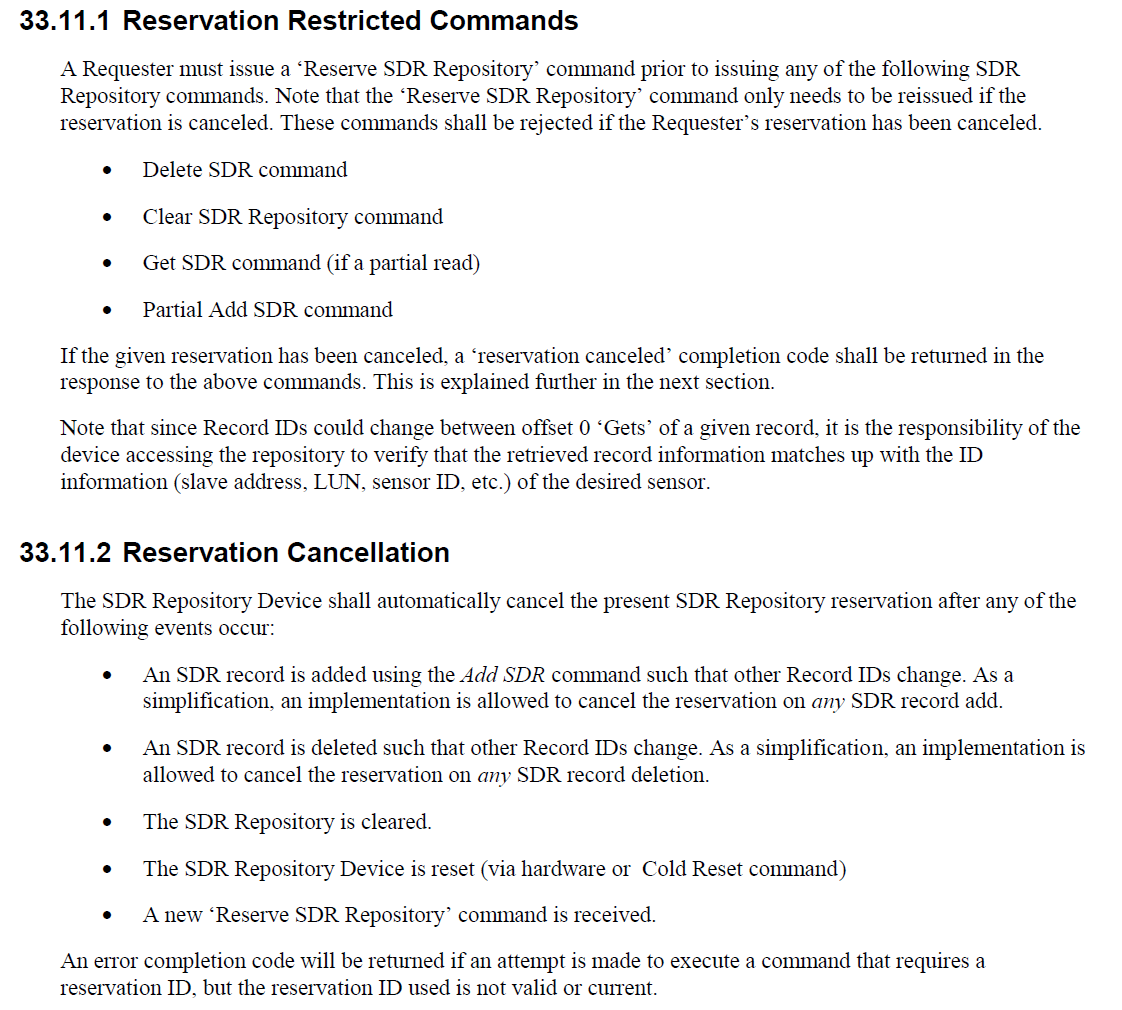 33.11.1 Reservation Restricted Commands
A Requester must issue a ‘Reserve SDR Repository’ command prior to issuing any of the following SDR
Repository commands. Note that the ‘Reserve SDR Repository’ command only needs to be reissued if the
reservation is canceled. These commands shall be rejected if the Requester’s reservation has been canceled.
• Delete SDR command
• Clear SDR Repository command
• Get SDR command (if a partial read)
• Partial Add SDR command
If the given reservation has been canceled, a ‘reservation canceled’ completion code shall be returned in the
response to the above commands. This is explained further in the next section.
Note that since Record IDs could change between offset 0 ‘Gets’ of a given record, it is the responsibility of the
device accessing the repository to verify that the retrieved record information matches up with the ID
information (slave address, LUN, sensor ID, etc.) of the desired sensor.
33.11.2 Reservation Cancellation
The SDR Repository Device shall automatically cancel the present SDR Repository reservation after any of the
following events occur:
• An SDR record is added using the Add SDR command such that other Record IDs change. As a
simplification, an implementation is allowed to cancel the reservation on any SDR record add.
• An SDR record is deleted such that other Record IDs change. As a simplification, an implementation is
allowed to cancel the reservation on any SDR record deletion.
• The SDR Repository is cleared.
• The SDR Repository Device is reset (via hardware or Cold Reset command)
• A new ‘Reserve SDR Repository’ command is received.
An error completion code will be returned if an attempt is made to execute a command that requires a
reservation ID, but the reservation ID used is not valid or current.